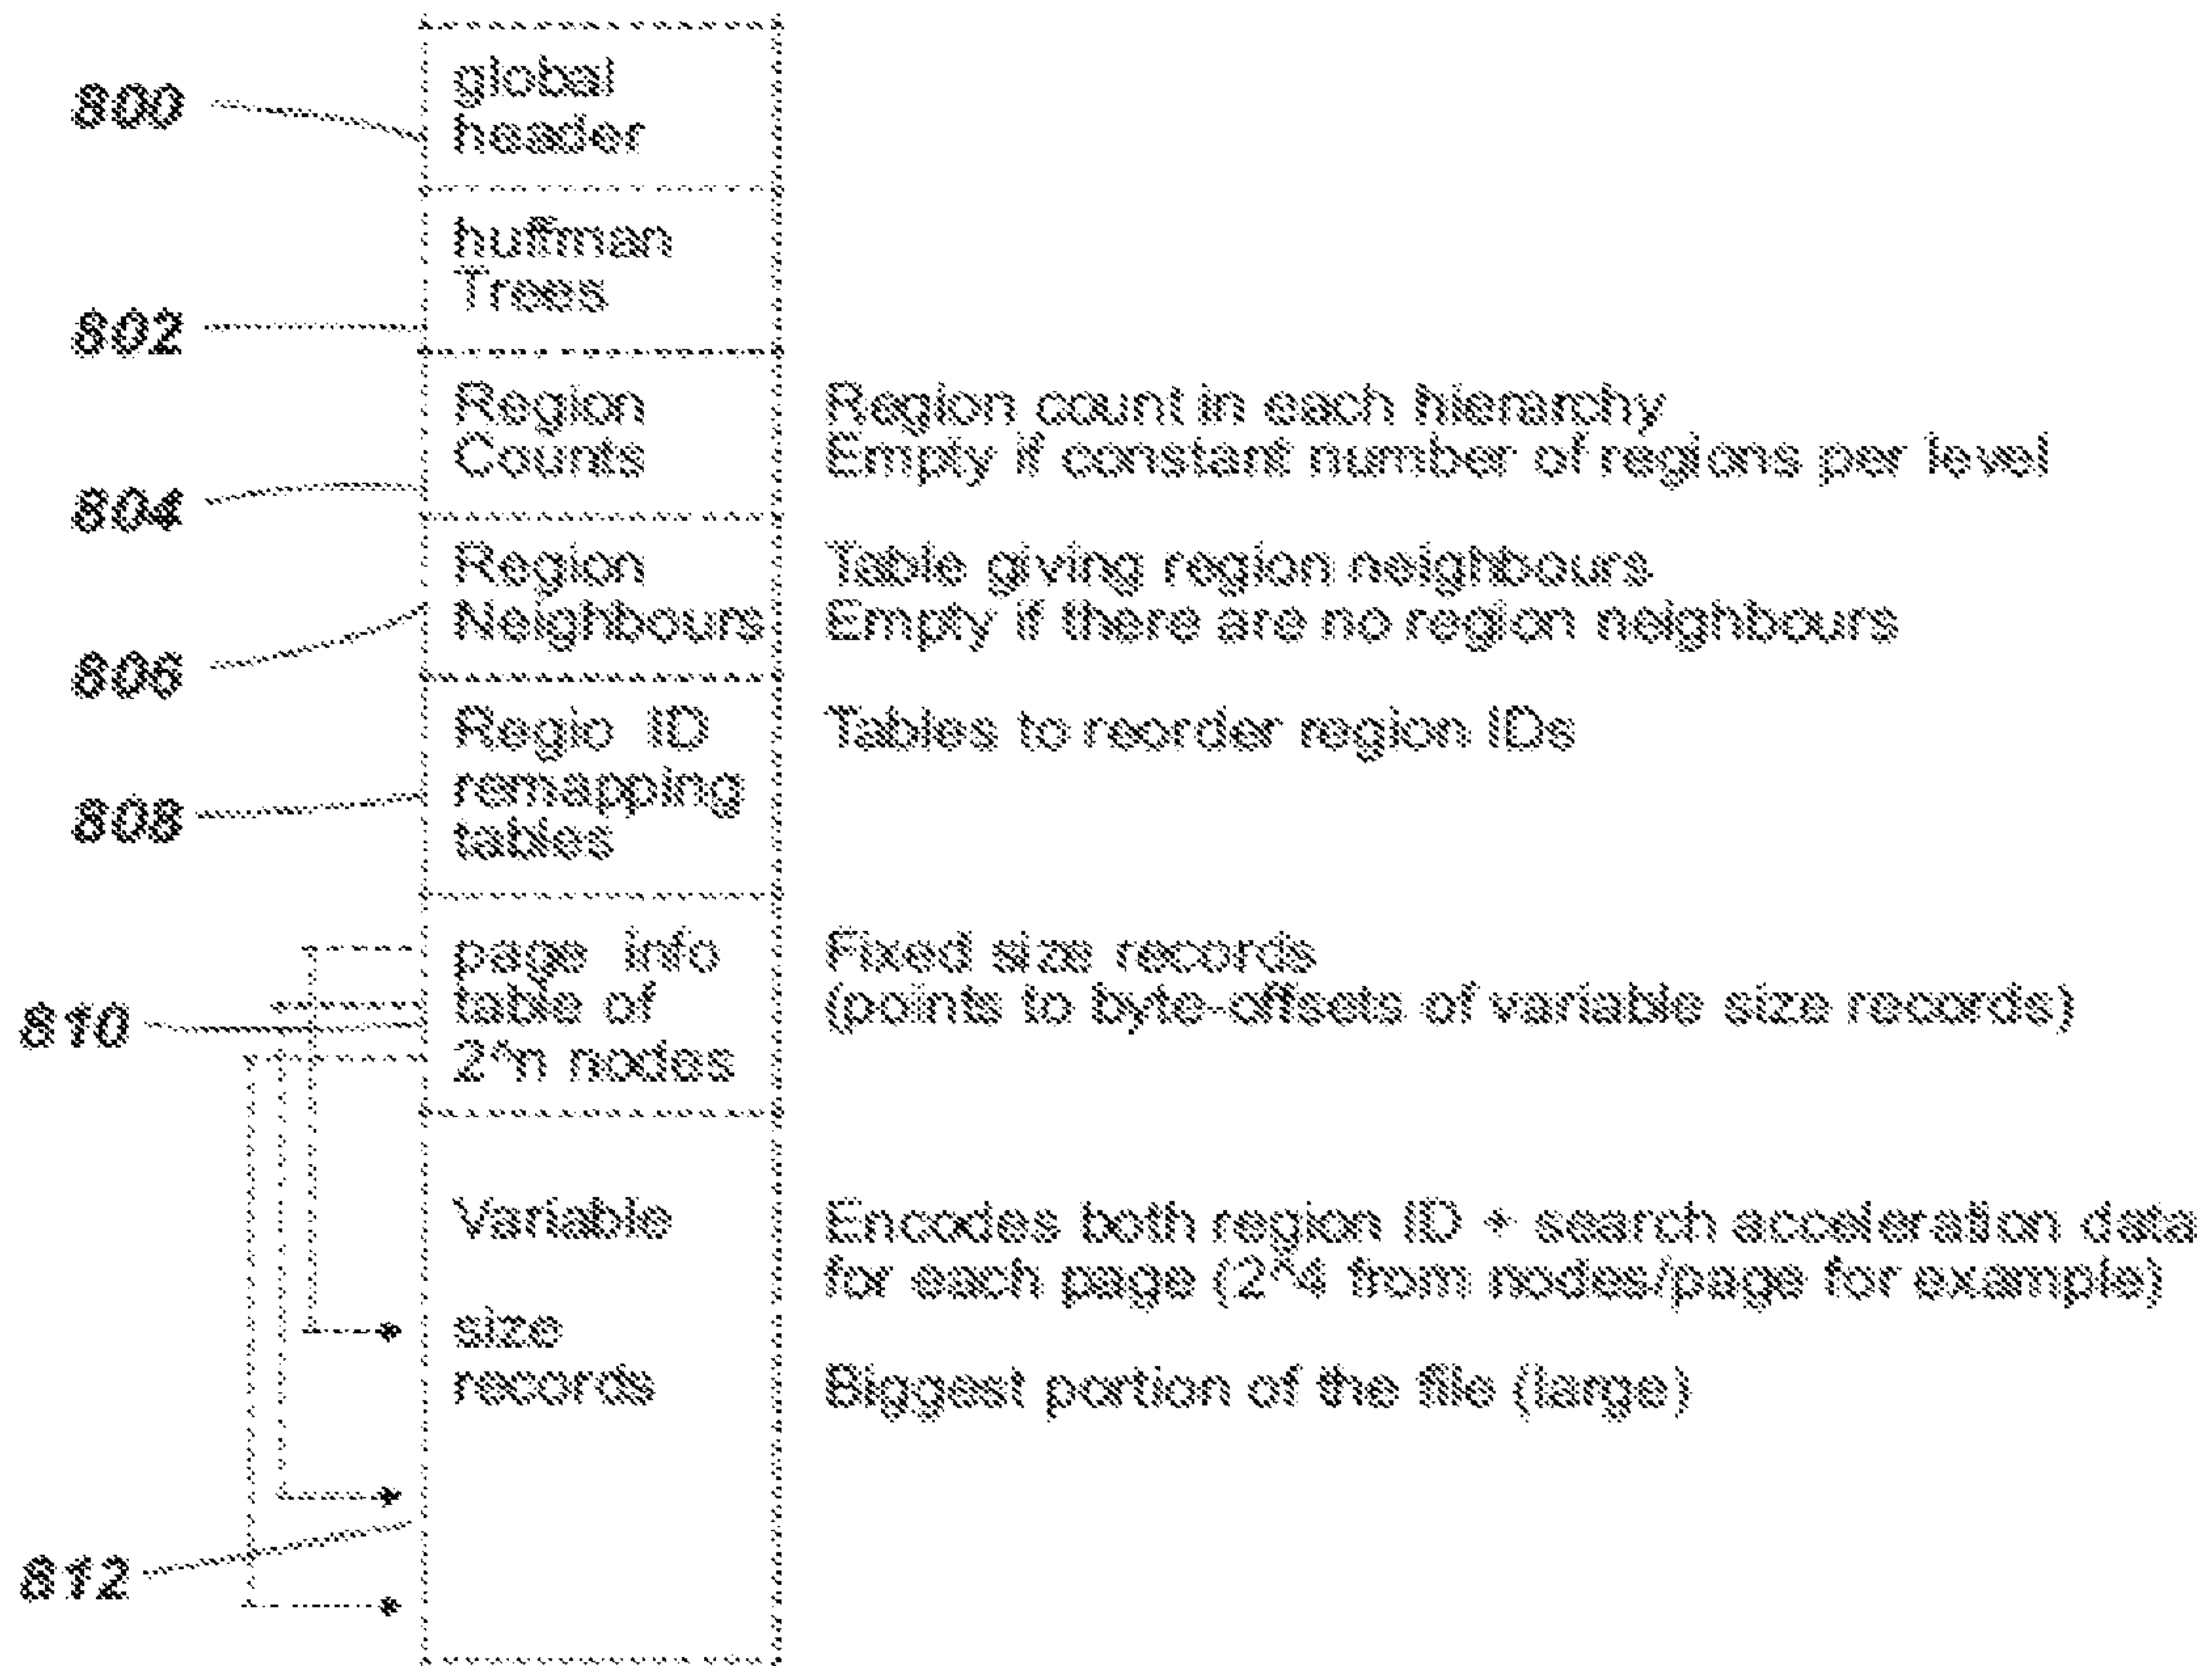 800
global
header
802
huffman
Trees
804
Region
Counts
Region count in each hierarchy
Empty if constant number of regions per level
806
Region
Neighbours
Table giving region neighbours
Empty if there are no region neighbours
808
Regio ID
remapping
tables
Tables to reorder region IDs
810
page info
table of
2^n nodes
Fixed size records
(points to byte-offsets of variable size records)
812
Variable
size
records
Encodes both region ID + search acceleration data
for each page (2^4 from nodes/page for example)
Biggest portion of the file (large)